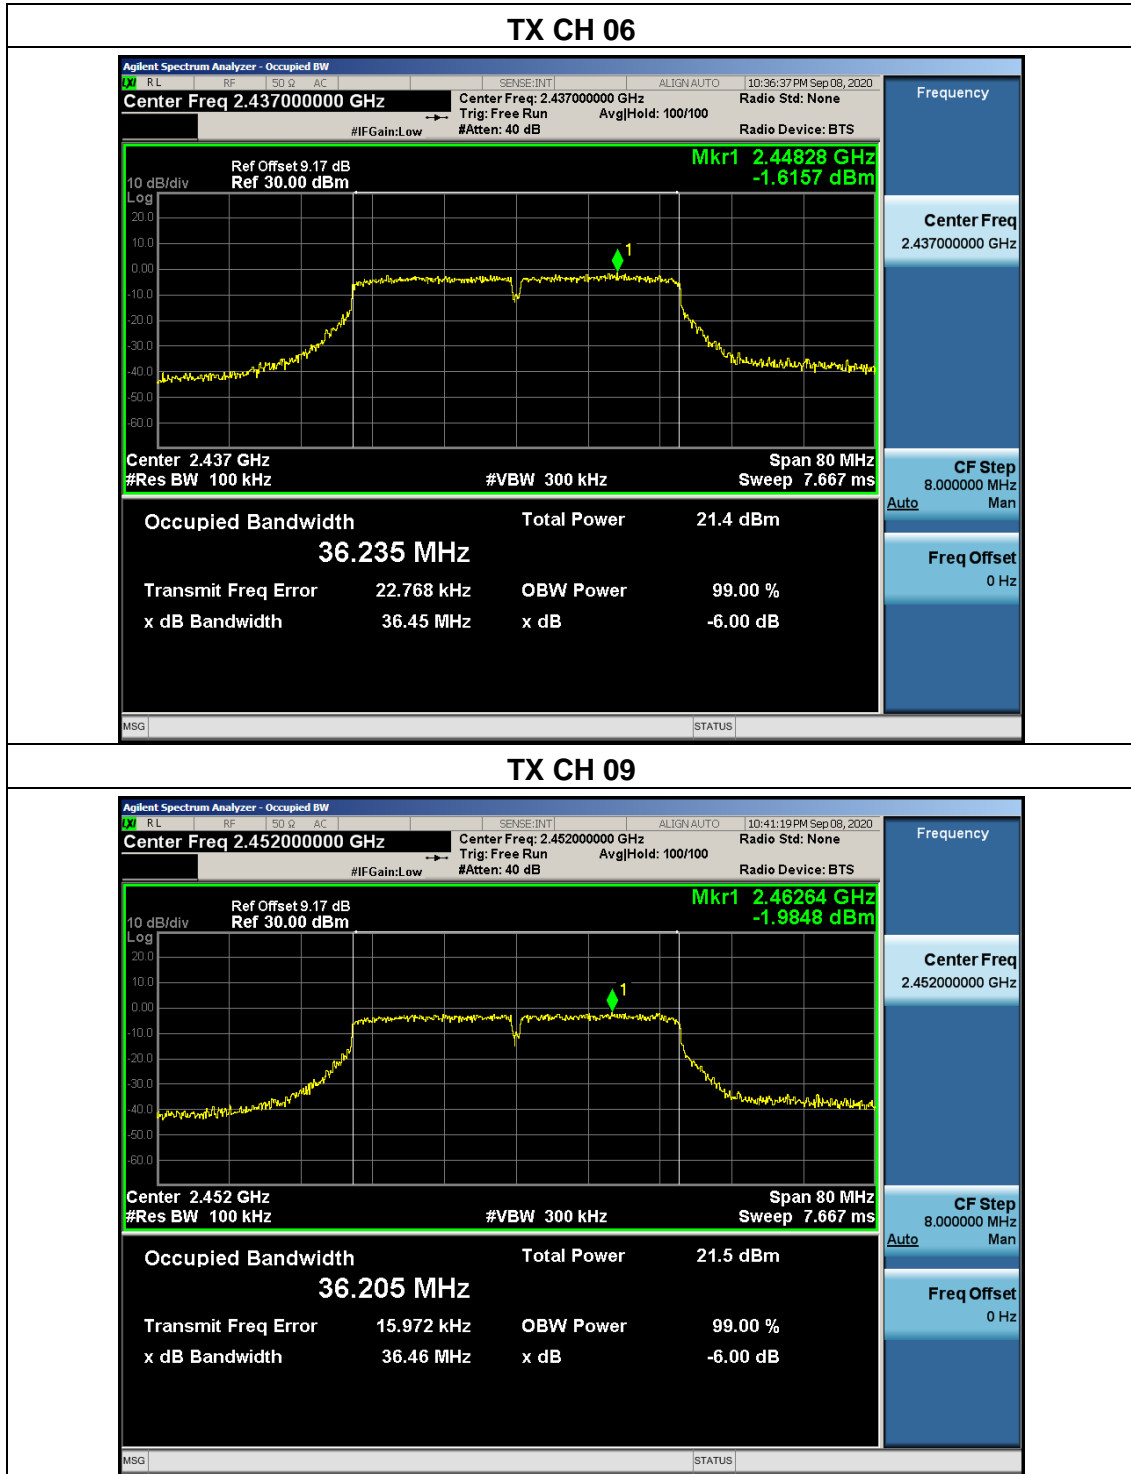 TX CH 06
Agilent Spectrum Analyzer - Occupied BW
LXI RL RF 50 Ω AC SENSE:INT ALIGN AUTO 10:36:37 PM Sep 08, 2020
Center Freq 2.437000000 GHz
Center Freq: 2.437000000 GHz
Radio Std: None
Trig: Free Run Avg|Hold: 100/100
#IFGain:Low #Atten: 40 dB Radio Device: BTS
Frequency
Mkr1 2.44828 GHz
-1.6157 dBm
Ref Offset 9.17 dB
10 dB/div Ref 30.00 dBm
Log
20.0
10.0
0.00
-10.0
-20.0
-30.0
-40.0
-50.0
-60.0
1
Center 2.437 GHz Span 80 MHz
#Res BW 100 kHz #VBW 300 kHz Sweep 7.667 ms
Occupied Bandwidth Total Power 21.4 dBm
36.235 MHz
Transmit Freq Error 22.768 kHz OBW Power 99.00 %
x dB Bandwidth 36.45 MHz x dB -6.00 dB
Center Freq
2.437000000 GHz
CF Step
8.000000 MHz
Auto Man
Freq Offset
0 Hz
MSG STATUS
TX CH 09
Agilent Spectrum Analyzer - Occupied BW
LXI RL RF 50 Ω AC SENSE:INT ALIGN AUTO 10:41:19 PM Sep 08, 2020
Center Freq 2.452000000 GHz
Center Freq: 2.452000000 GHz
Radio Std: None
Trig: Free Run Avg|Hold: 100/100
#IFGain:Low #Atten: 40 dB Radio Device: BTS
Frequency
Mkr1 2.46264 GHz
-1.9848 dBm
Ref Offset 9.17 dB
10 dB/div Ref 30.00 dBm
Log
20.0
10.0
0.00
-10.0
-20.0
-30.0
-40.0
-50.0
-60.0
1
Center 2.452 GHz Span 80 MHz
#Res BW 100 kHz #VBW 300 kHz Sweep 7.667 ms
Occupied Bandwidth Total Power 21.5 dBm
36.205 MHz
Transmit Freq Error 15.972 kHz OBW Power 99.00 %
x dB Bandwidth 36.46 MHz x dB -6.00 dB
Center Freq
2.452000000 GHz
CF Step
8.000000 MHz
Auto Man
Freq Offset
0 Hz
MSG STATUS